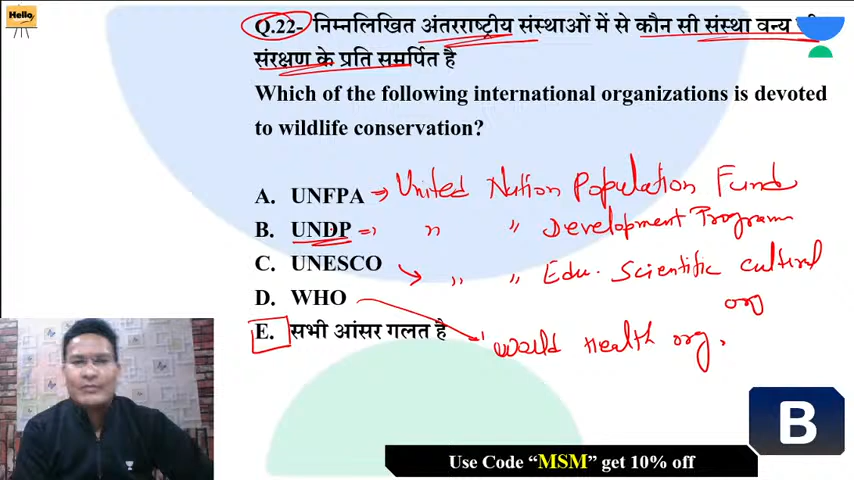 Hello
Q.22- निम्नलिखित अंतरराष्ट्रीय संस्थाओं में से कौन सी संस्था वन्य
संरक्षण के प्रति समर्पित है
Which of the following international organizations is devoted
to wildlife conservation?
A. UNFPA → United Nation Population Fund
B. UNDP ⇒ " " Development Program
C. UNESCO → " " Edu. Scientific cultural
org
D. WHO
E. सभी आंसर गलत है
World Health org.
B
Use Code “MSM” get 10% off